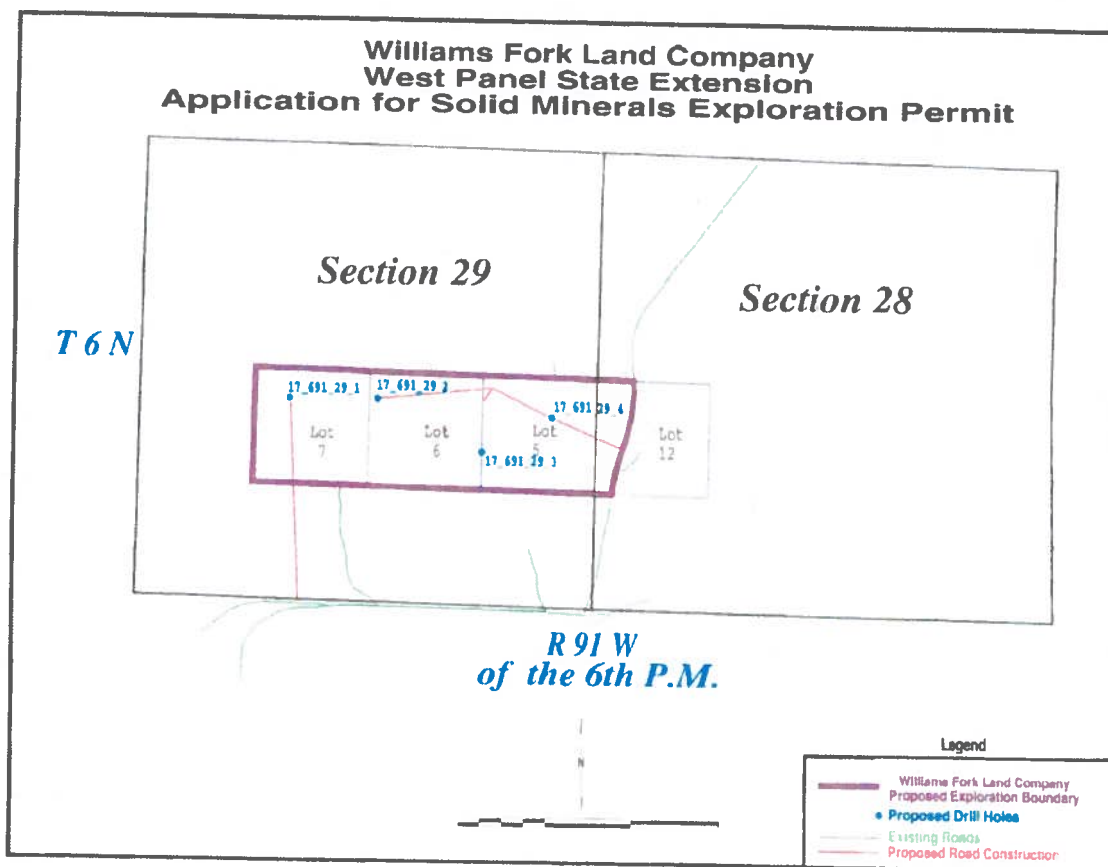 Williams Fork Land Company
West Panel State Extension
Application for Solid Minerals Exploration Permit
Section 29
Section 28
T 6 N
17_691_29_1
17_691_29_2
17_691_29_4
Lot
7
Lot
6
Lot
5
Lot
12
17_691_29_3
R 91 W
of the 6th P.M.
N
Legend
Williams Fork Land Company
Proposed Exploration Boundary
Proposed Drill Holes
Existing Roads
Proposed Road Construction